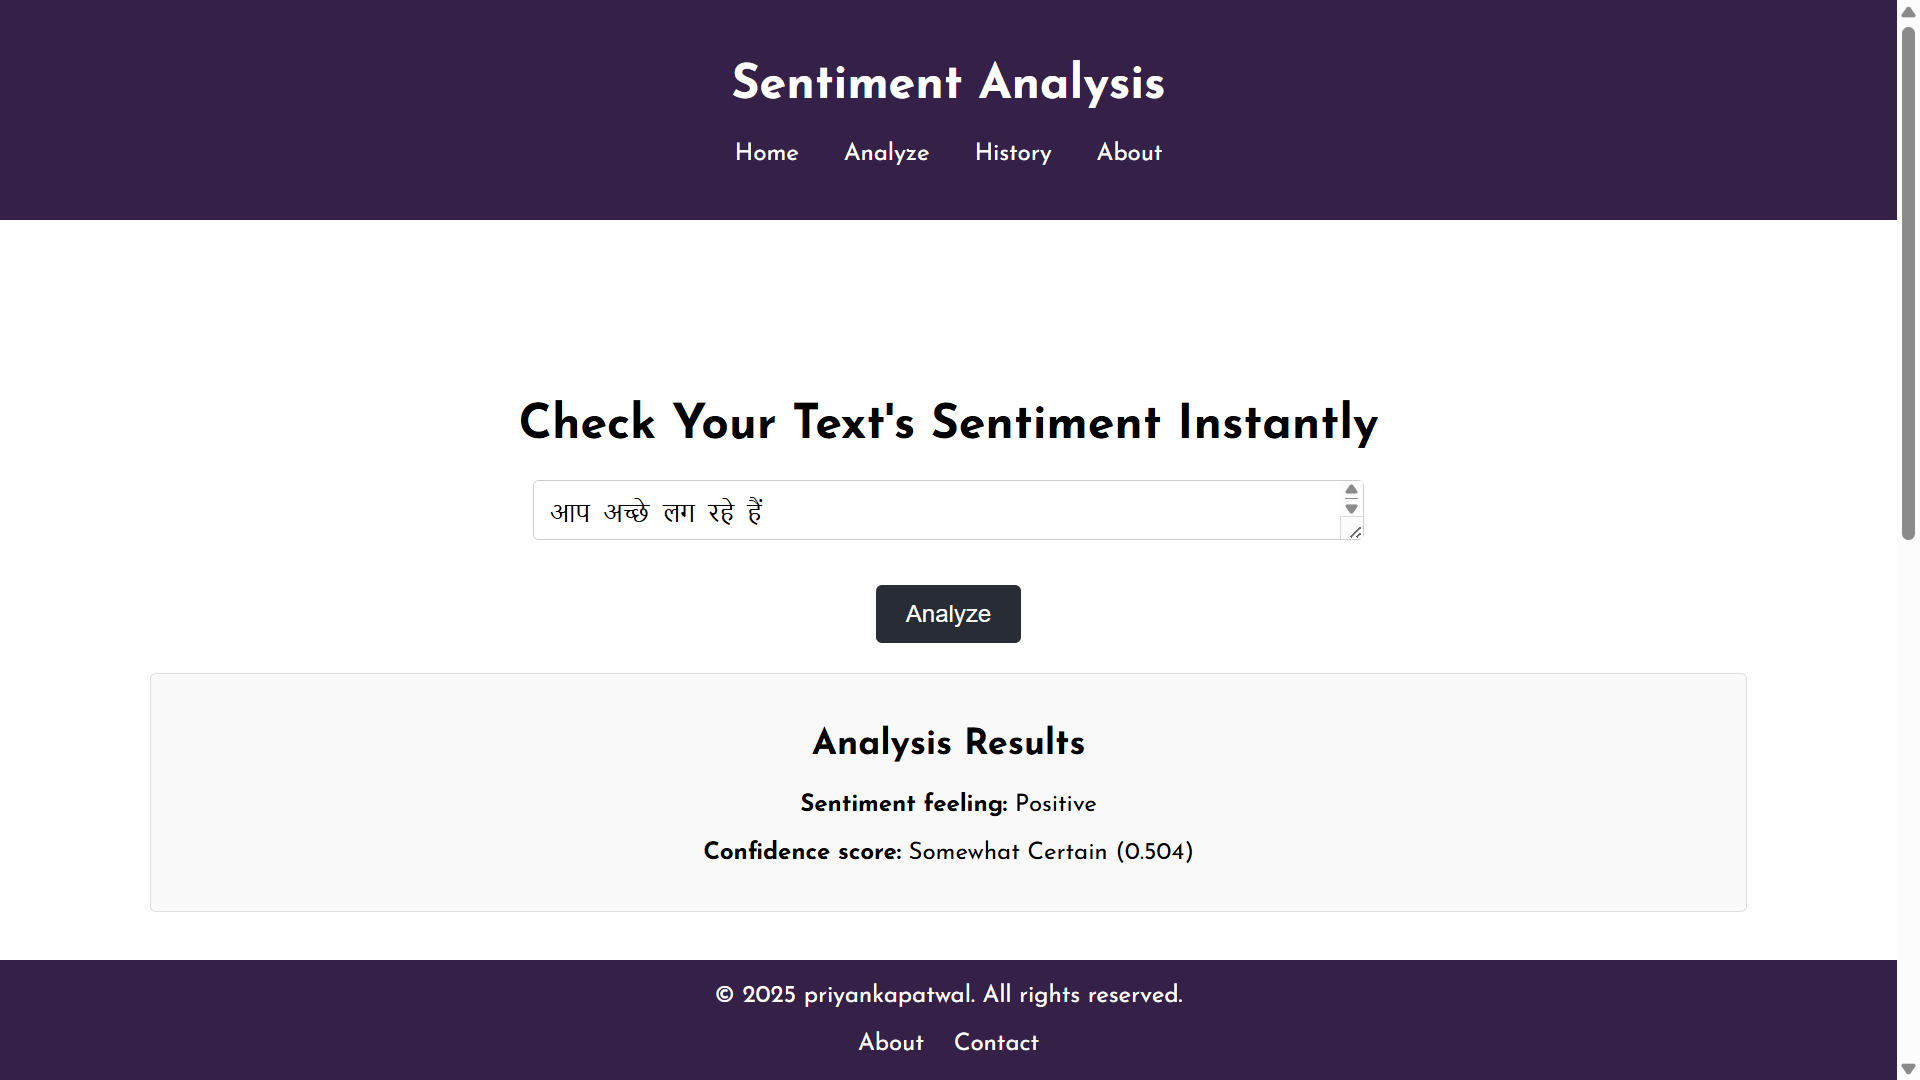 Sentiment Analysis
Home Analyze History About
Check Your Text's Sentiment Instantly
आप अच्छे लग रहे हैं
Analyze
Analysis Results
Sentiment feeling: Positive
Confidence score: Somewhat Certain (0.504)
© 2025 priyankapatwal. All rights reserved.
About Contact